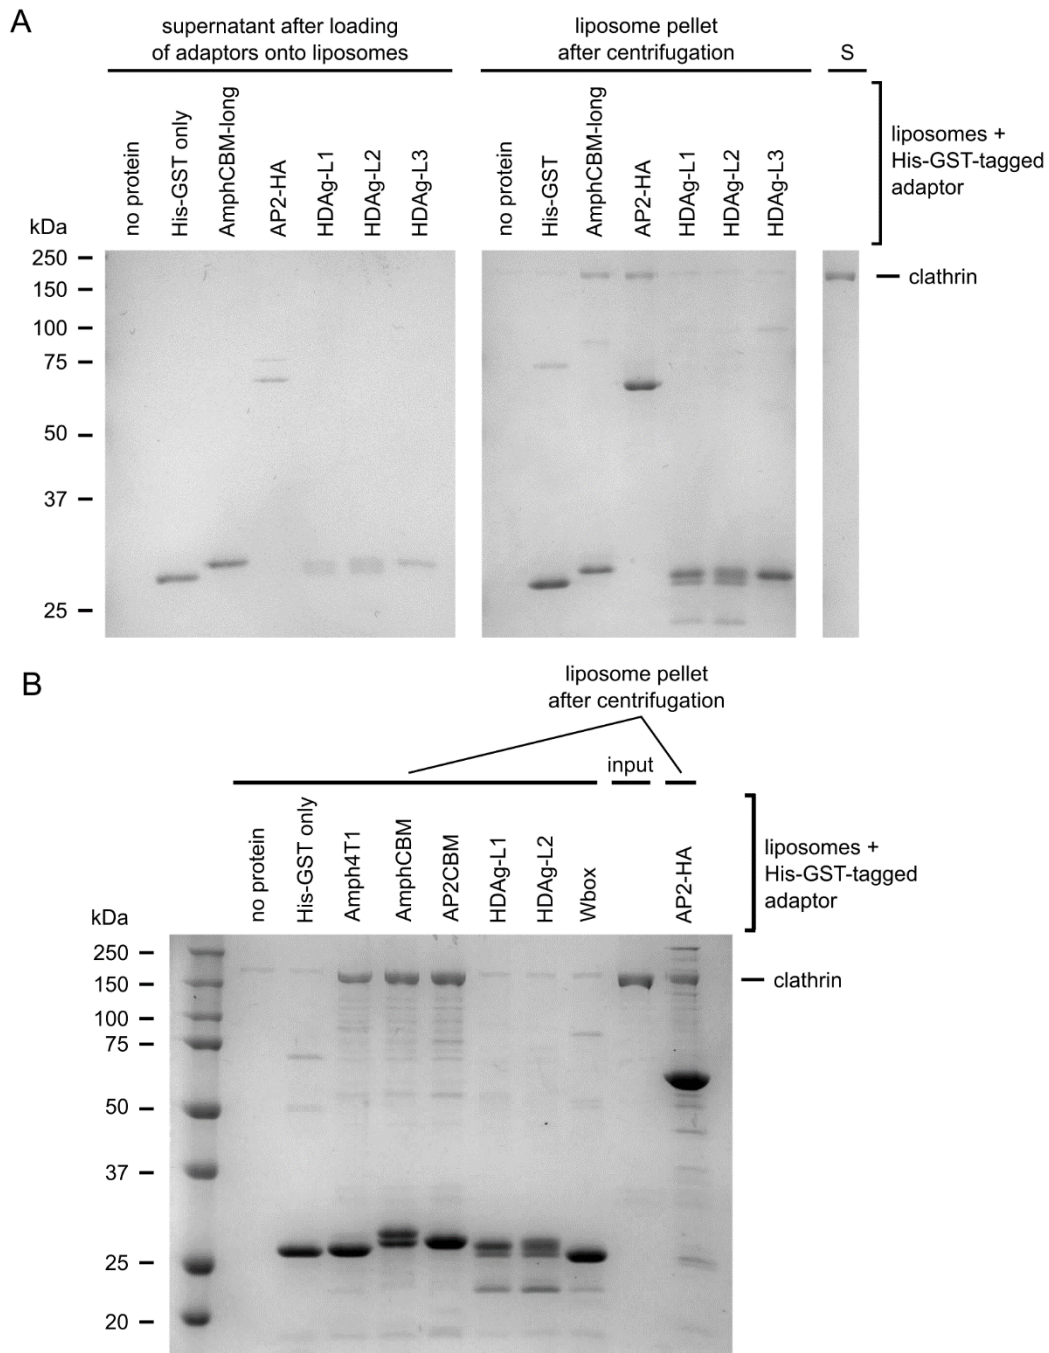 A
supernatant after loading
of adaptors onto liposomes
liposome pellet
after centrifugation
S
no protein
His-GST only
AmphCBM-long
AP2-HA
HDAg-L1
HDAg-L2
HDAg-L3
no protein
His-GST
AmphCBM-long
AP2-HA
HDAg-L1
HDAg-L2
HDAg-L3
liposomes +
His-GST-tagged
adaptor
kDa
250
150
100
75
50
37
25
clathrin
B
liposome pellet
after centrifugation
input
no protein
His-GST only
Amph4T1
AmphCBM
AP2CBM
HDAg-L1
HDAg-L2
Wbox
AP2-HA
liposomes +
His-GST-tagged
adaptor
kDa
250
150
100
75
50
37
25
20
clathrin